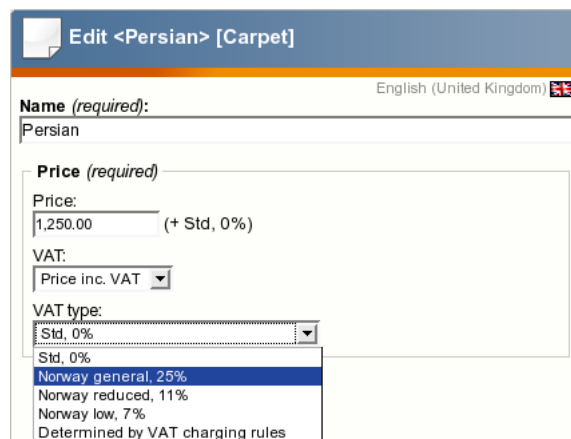 Edit <Persian> [Carpet]
English (United Kingdom)
Name (required):
Persian
Price (required)
Price:
1,250.00 (+ Std, 0%)
VAT:
Price inc. VAT
VAT type:
Std, 0%
Std, 0%
Norway general, 25%
Norway reduced, 11%
Norway low, 7%
Determined by VAT charging rules